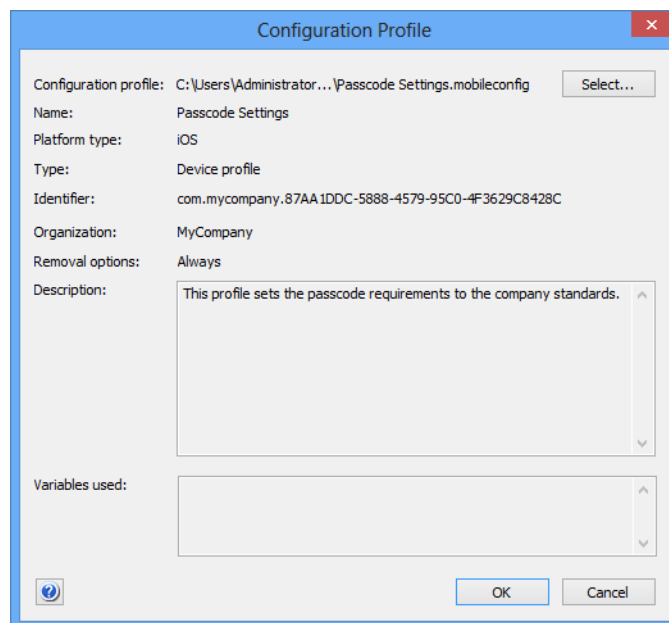 Configuration Profile
Configuration profile: C:\Users\Administrator...\Passcode Settings.mobileconfig Select...
Name: Passcode Settings
Platform type: iOS
Type: Device profile
Identifier: com.mycompany.87AA1DDC-5888-4579-95C0-4F3629C8428C
Organization: MyCompany
Removal options: Always
Description: This profile sets the passcode requirements to the company standards.
Variables used:
OK Cancel